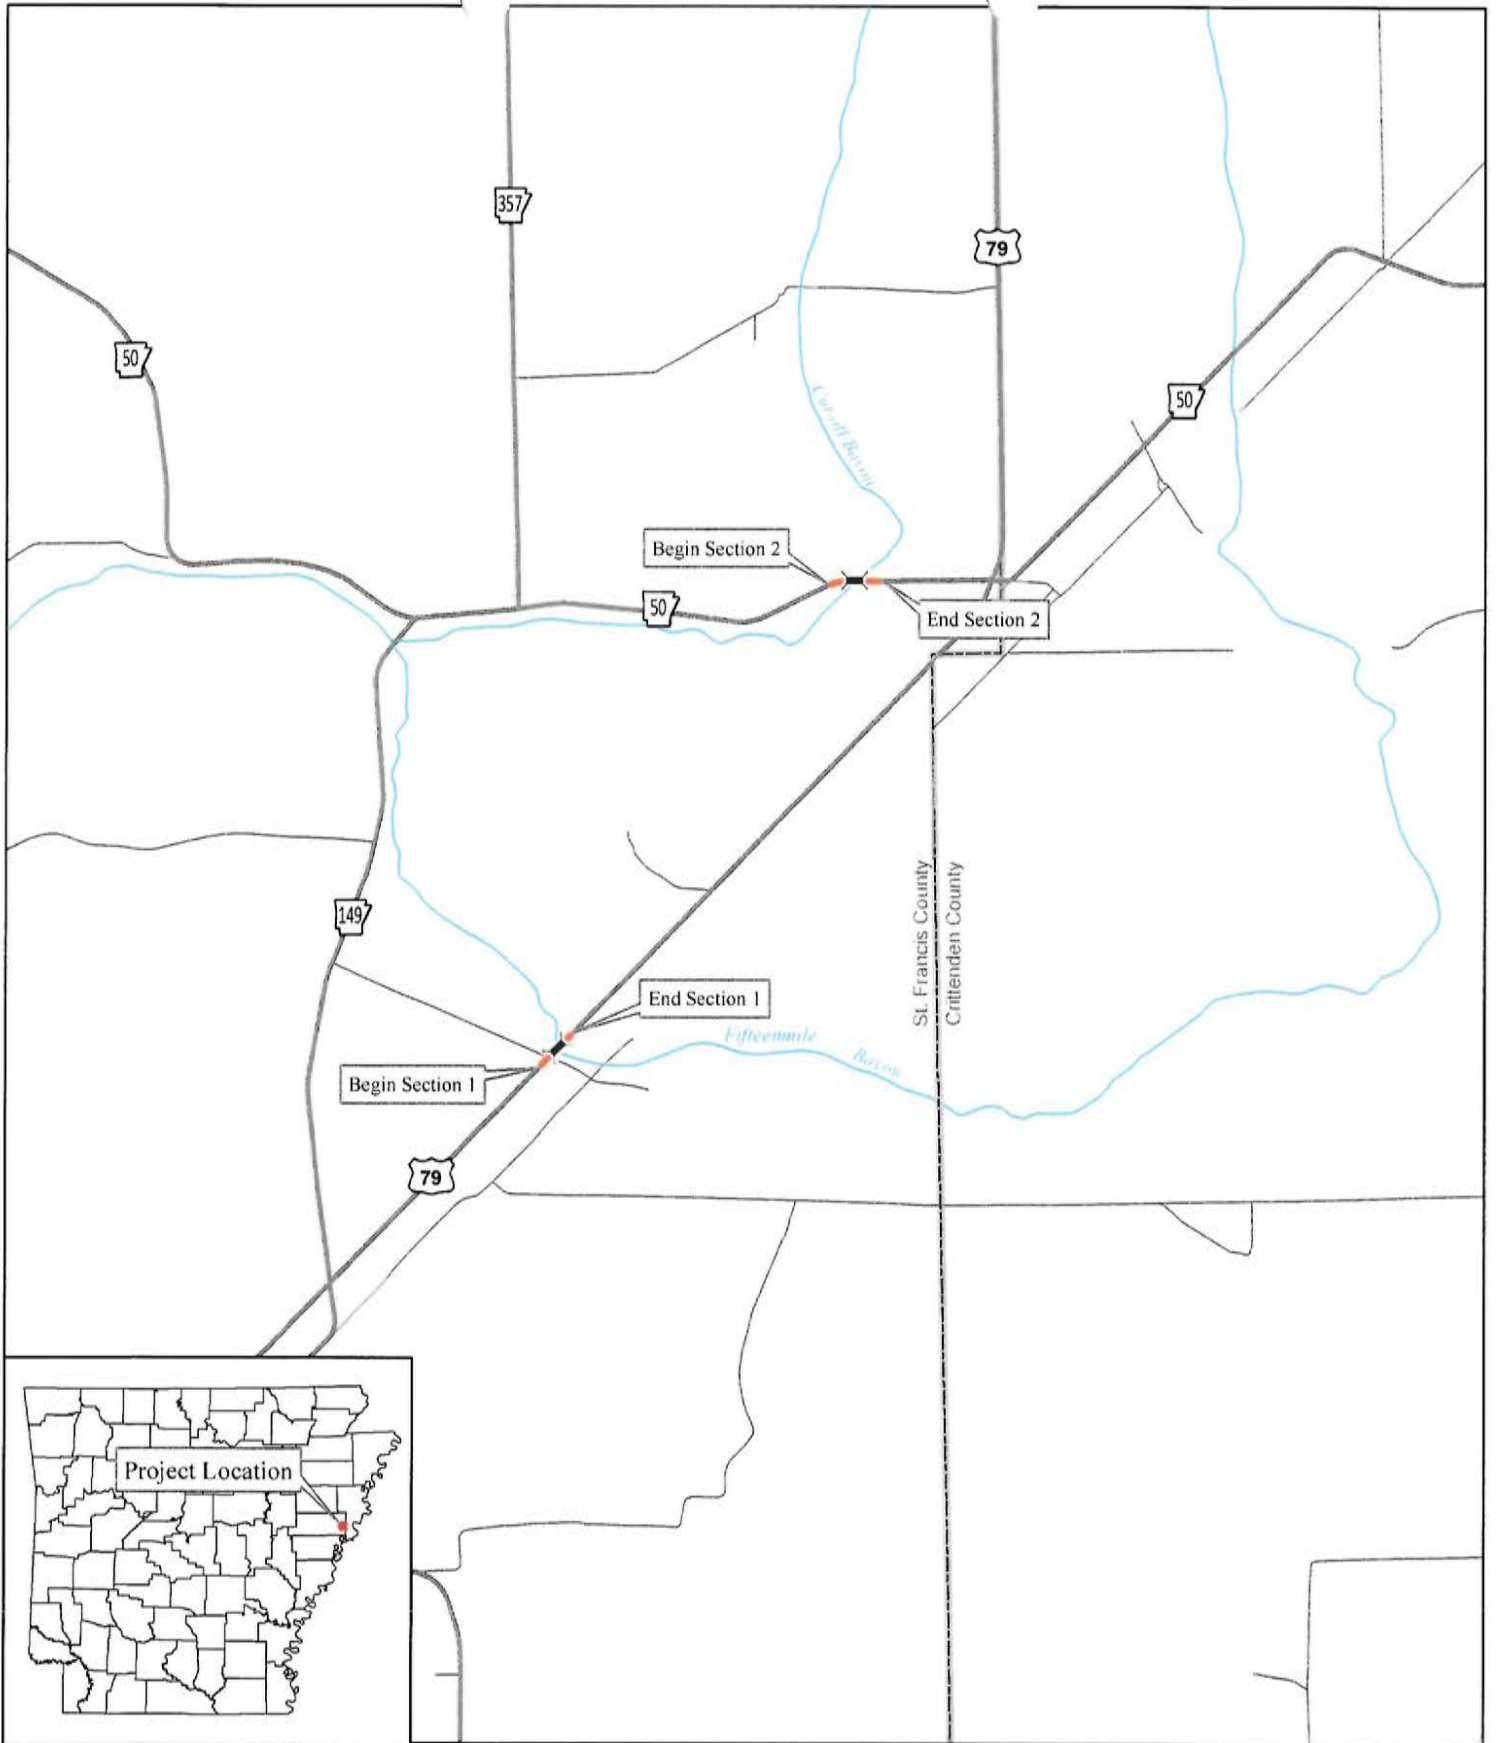 357
79
50
50
Cut-off Bayou
Begin Section 2
50
End Section 2
149
St. Francis County
Crittenden County
End Section 1
Fifteenmile Bayou
Begin Section 1
79
Project Location